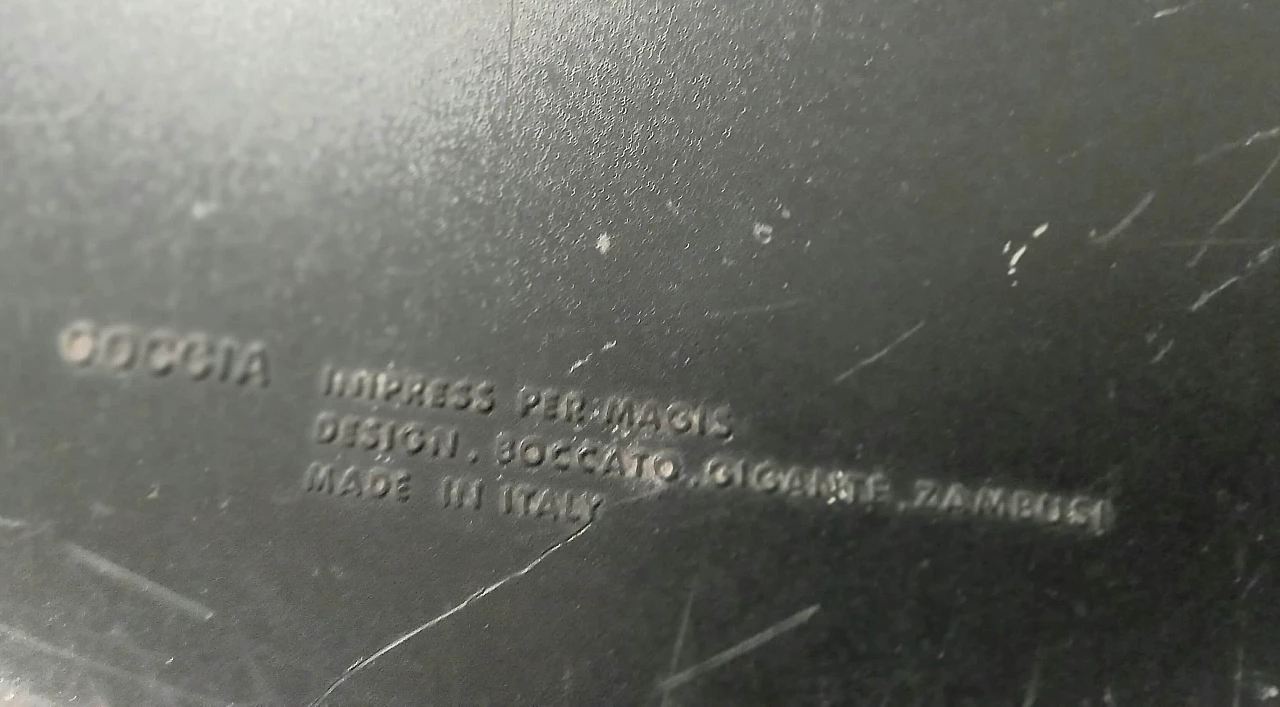 GOCCIA
IMPRESS PER MAGIS
DESIGN. BOCCATO.GIGANTE.ZAMBUSI
MADE IN ITALY